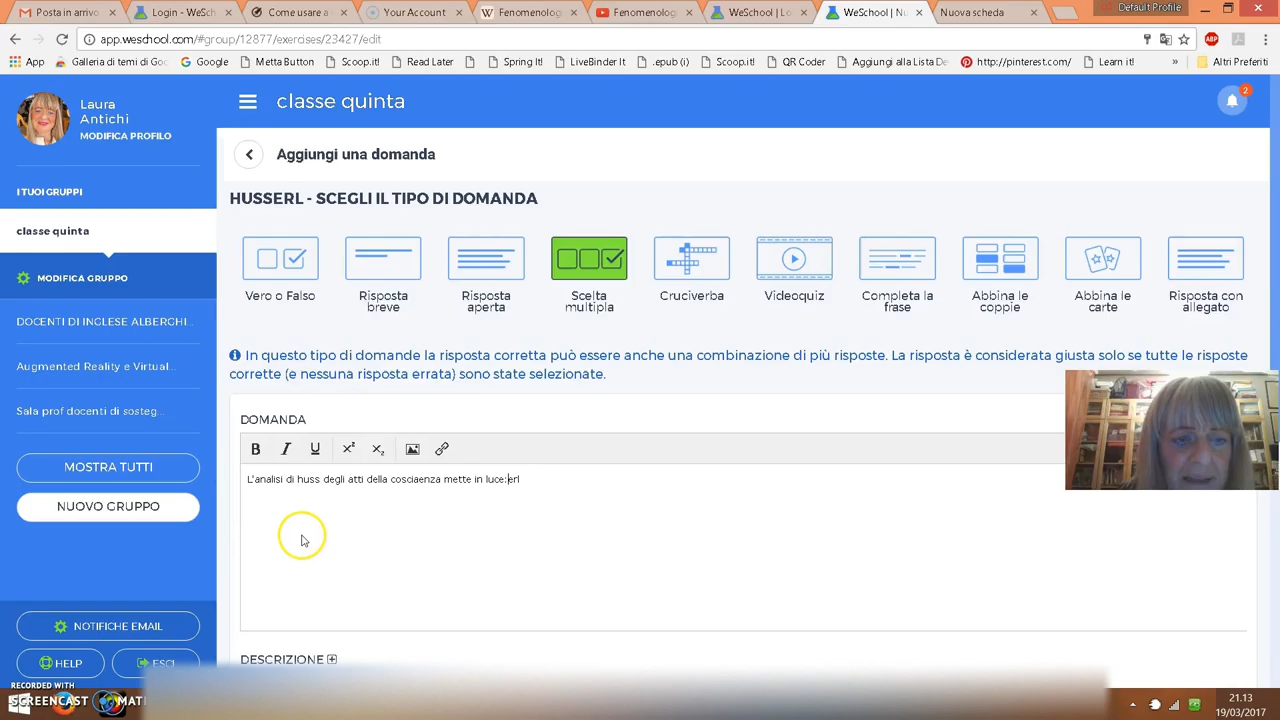 Posta in arrivo
Login - WeSch
Come usare a
Your Account
Fenomenolog
Fenomenolog
WeSchool | Lo
WeSchool | Nu
Nuova scheda
Default Profile
app.weschool.com/#group/12877/exercises/23427/edit
App
Galleria di temi di Go
Google
Metta Button
Scoop.it!
Read Later
Spring It!
LiveBinder It
.epub (i)
Scoop.it!
QR Coder
Aggiungi alla Lista De
http://pinterest.com/
Learn it!
»
Altri Preferiti
Laura
Antichi
MODIFICA PROFILO
classe quinta
2
Aggiungi una domanda
I TUOI GRUPPI
classe quinta
MODIFICA GRUPPO
DOCENTI DI INGLESE ALBERGHI...
Augmented Reality e Virtual...
Sala prof docenti di sosteg...
MOSTRA TUTTI
NUOVO GRUPPO
NOTIFICHE EMAIL
HELP
ESCI
HUSSERL - SCEGLI IL TIPO DI DOMANDA
Vero o Falso
Risposta
breve
Risposta
aperta
Scelta
multipla
Cruciverba
Videoquiz
Completa la
frase
Abbina le
coppie
Abbina le
carte
Risposta con
allegato
In questo tipo di domande la risposta corretta può essere anche una combinazione di più risposte. La risposta è considerata giusta solo se tutte le risposte
corrette (e nessuna risposta errata) sono state selezionate.
DOMANDA
B I U X² X₂
L'analisi di huss degli atti della cosciaenza mette in luce:erl
DESCRIZIONE
RECORDED WITH
SCREENCAST
MATI
21.13
19/03/2017